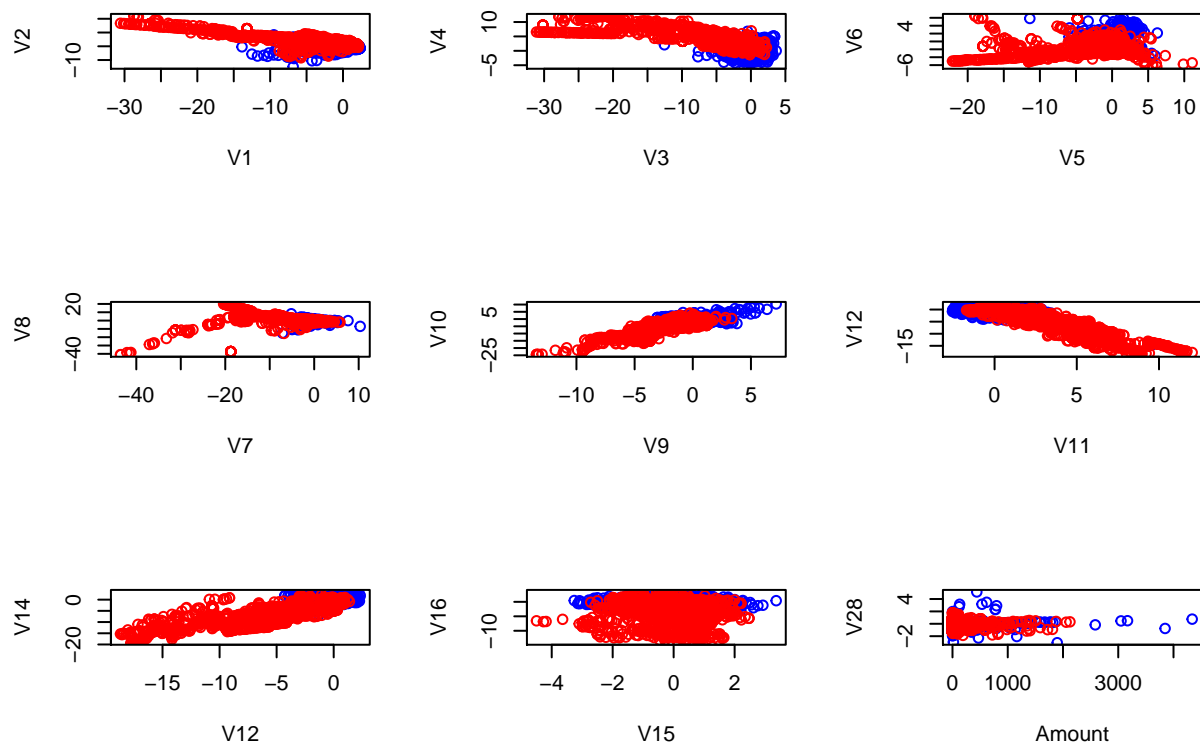 V2
−10
−30 −20 −10 0
V1
V4
−5 10
−30 −20 −10 0 5
V3
V6
−6 4
−20 −10 0 5 10
V5
V8
−40 20
−40 −20 0 10
V7
V10
−25 5
−10 −5 0 5
V9
V12
−15
0 5 10
V11
V14
−20 0
−15 −10 −5 0
V12
V16
−10
−4 −2 0 2
V15
V28
−2 4
0 1000 3000
Amount